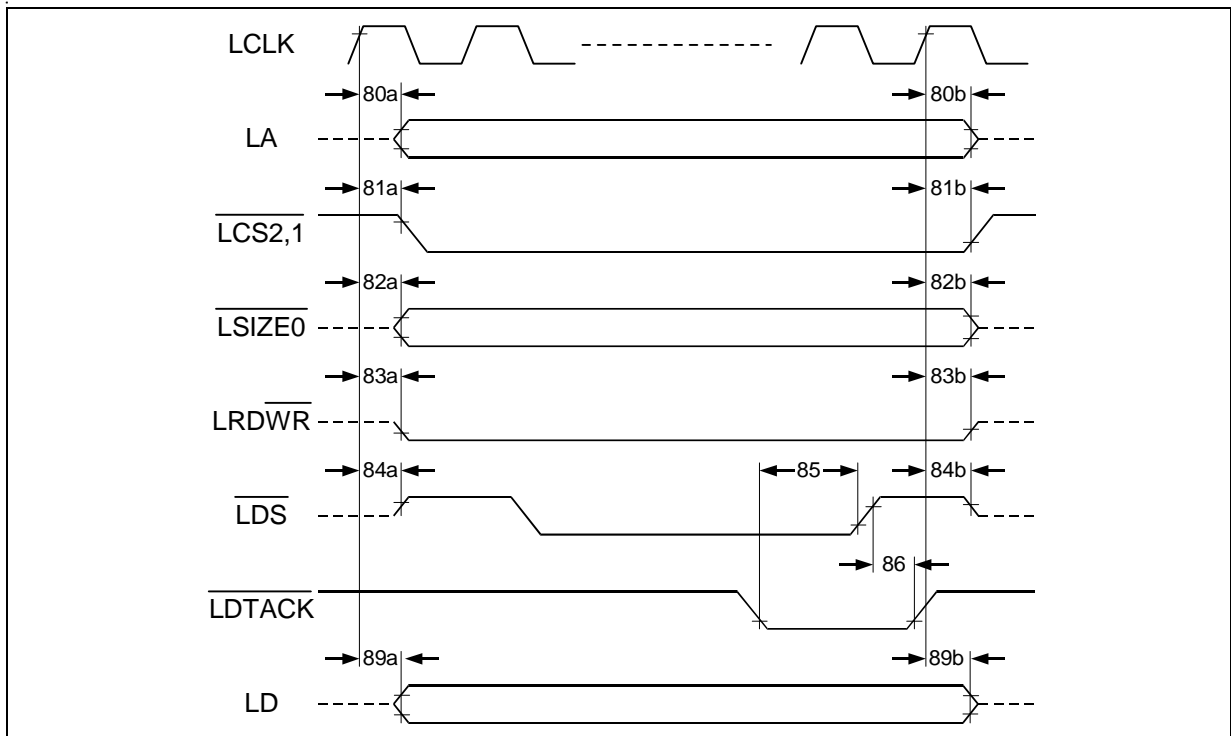 LCLK
80a 80b
LA
81a 81b
LCS2,1
82a 82b
LSIZE0
83a 83b
LRDWR
84a 85 84b
LDS
86
LDTACK
89a 89b
LD